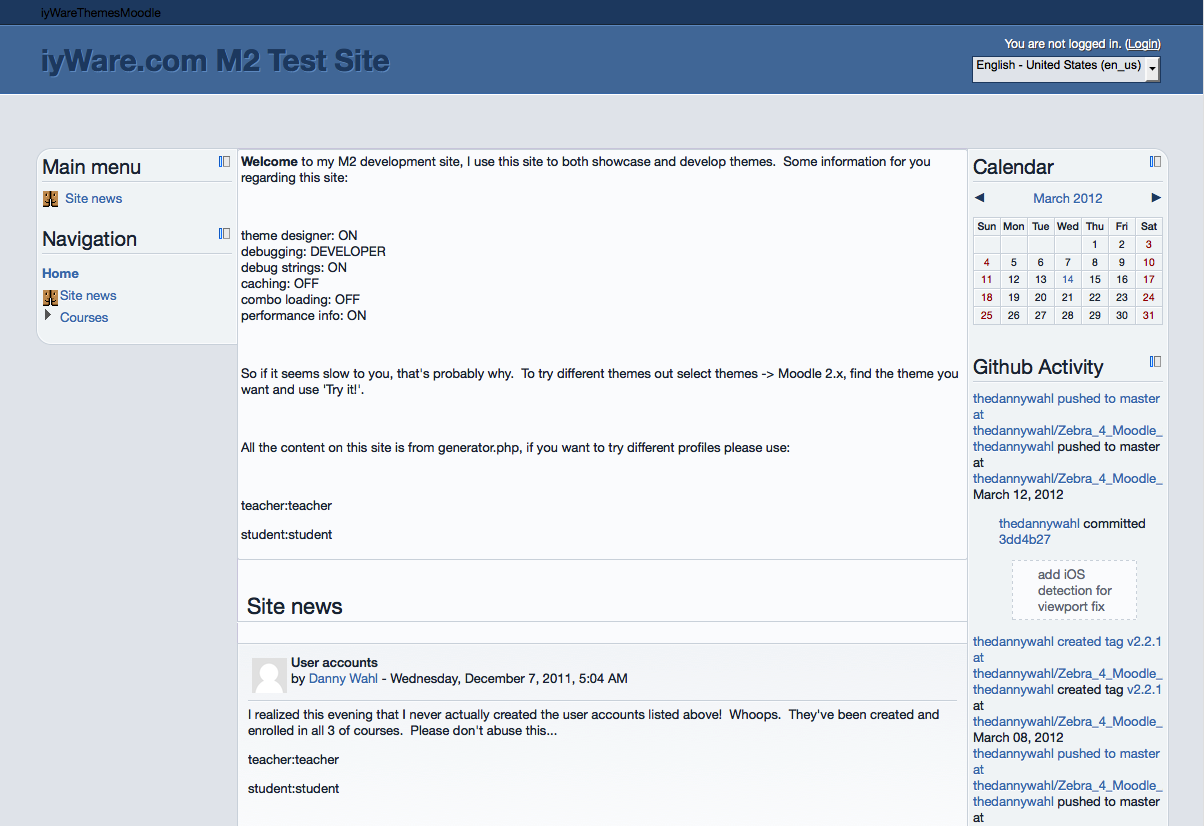 iyWareThemesMoodle
iyWare.com M2 Test Site
You are not logged in. (Login)
English - United States (en_us)
Main menu
Site news
Navigation
Home
Site news
Courses
Welcome to my M2 development site, I use this site to both showcase and develop themes.  Some information for you
regarding this site:
theme designer: ON
debugging: DEVELOPER
debug strings: ON
caching: OFF
combo loading: OFF
performance info: ON
So if it seems slow to you, that's probably why.  To try different themes out select themes -> Moodle 2.x, find the theme you
want and use 'Try it!'.
All the content on this site is from generator.php, if you want to try different profiles please use:
teacher:teacher
student:student
Site news
User accounts
by Danny Wahl - Wednesday, December 7, 2011, 5:04 AM
I realized this evening that I never actually created the user accounts listed above!  Whoops.  They've been created and
enrolled in all 3 of courses.  Please don't abuse this...
teacher:teacher
student:student
Calendar
◄ March 2012 ►
Sun Mon Tue Wed Thu Fri Sat
1 2 3
4 5 6 7 8 9 10
11 12 13 14 15 16 17
18 19 20 21 22 23 24
25 26 27 28 29 30 31
Github Activity
thedannywahl pushed to master
at
thedannywahl/Zebra_4_Moodle_
thedannywahl pushed to master
at
thedannywahl/Zebra_4_Moodle_
March 12, 2012
thedannywahl committed
3dd4b27
add iOS
detection for
viewport fix
thedannywahl created tag v2.2.1
at
thedannywahl/Zebra_4_Moodle_
thedannywahl created tag v2.2.1
at
thedannywahl/Zebra_4_Moodle_
March 08, 2012
thedannywahl pushed to master
at
thedannywahl/Zebra_4_Moodle_
thedannywahl pushed to master
at